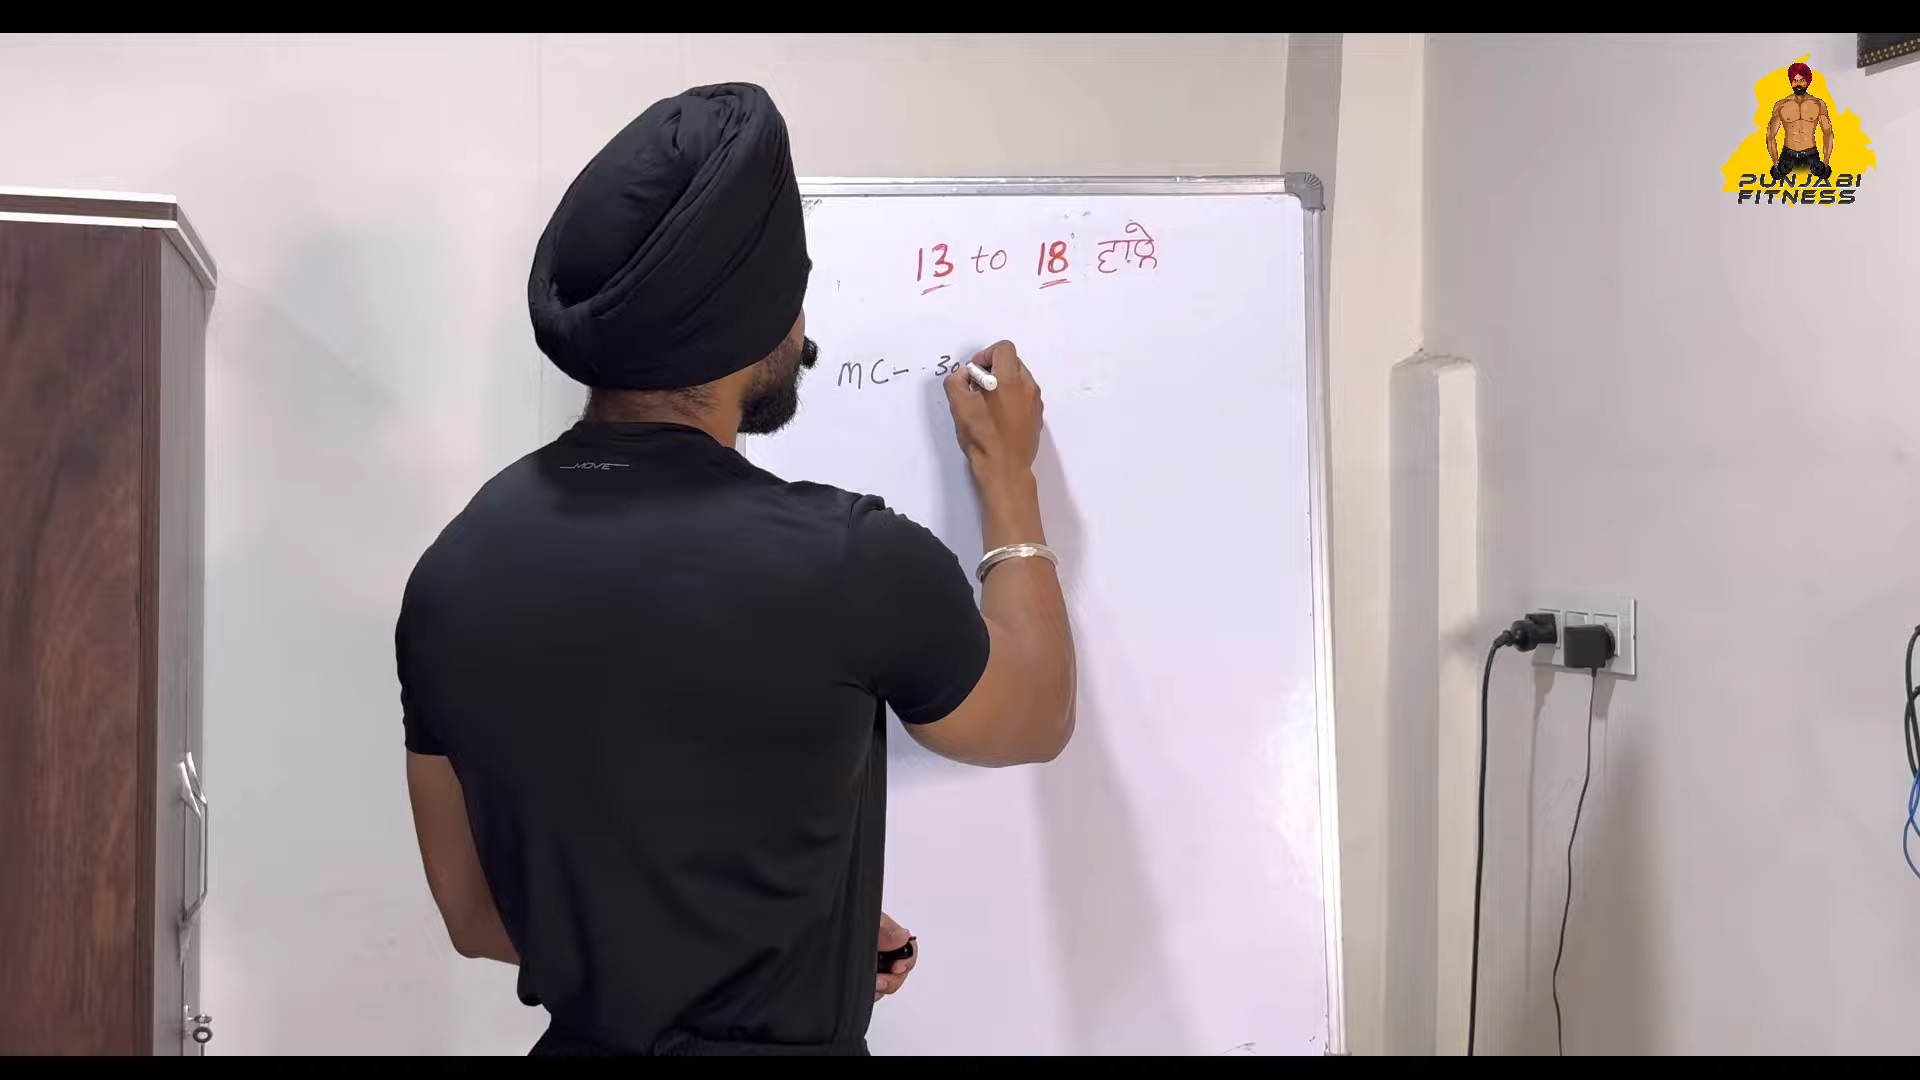 PUNJABI
FITNESS
13 to 18 ਵਾਲੇ
MC- 30
MOVE